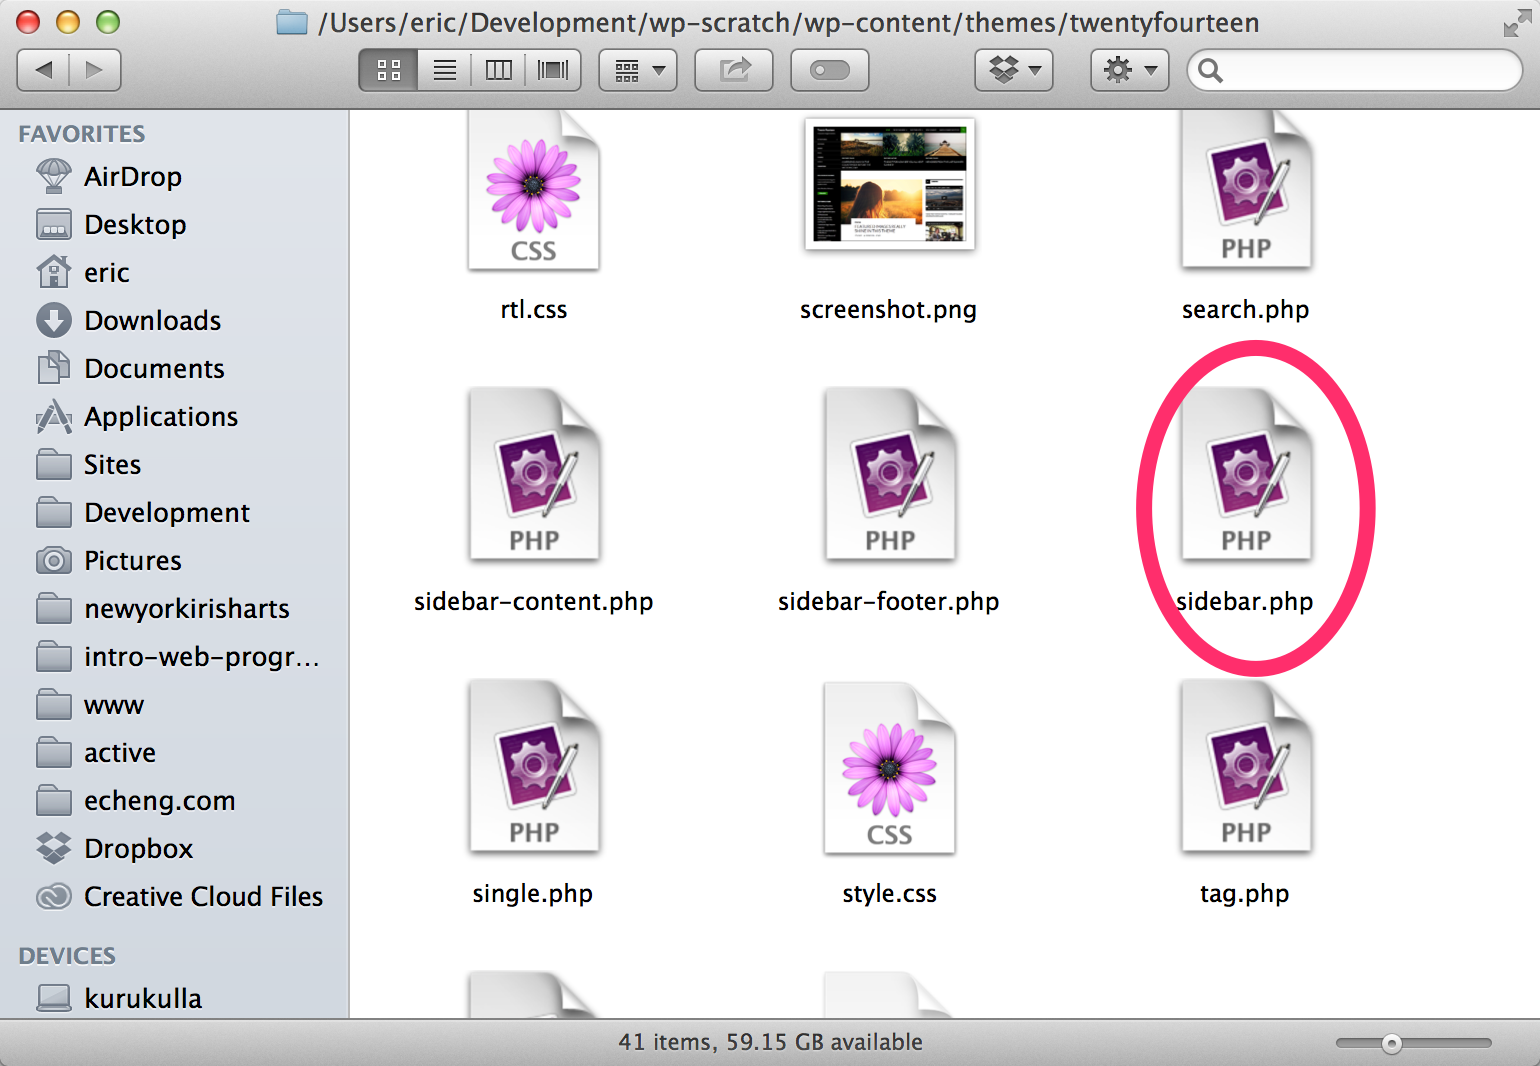 /Users/eric/Development/wp-scratch/wp-content/themes/twentyfourteen
FAVORITES
AirDrop
Desktop
eric
Downloads
Documents
Applications
Sites
Development
Pictures
newyorkirisharts
intro-web-progr...
www
active
echeng.com
Dropbox
Creative Cloud Files
DEVICES
kurukulla
CSS
PHP
rtl.css
screenshot.png
search.php
PHP
PHP
PHP
sidebar-content.php
sidebar-footer.php
sidebar.php
PHP
CSS
PHP
single.php
style.css
tag.php
41 items, 59.15 GB available